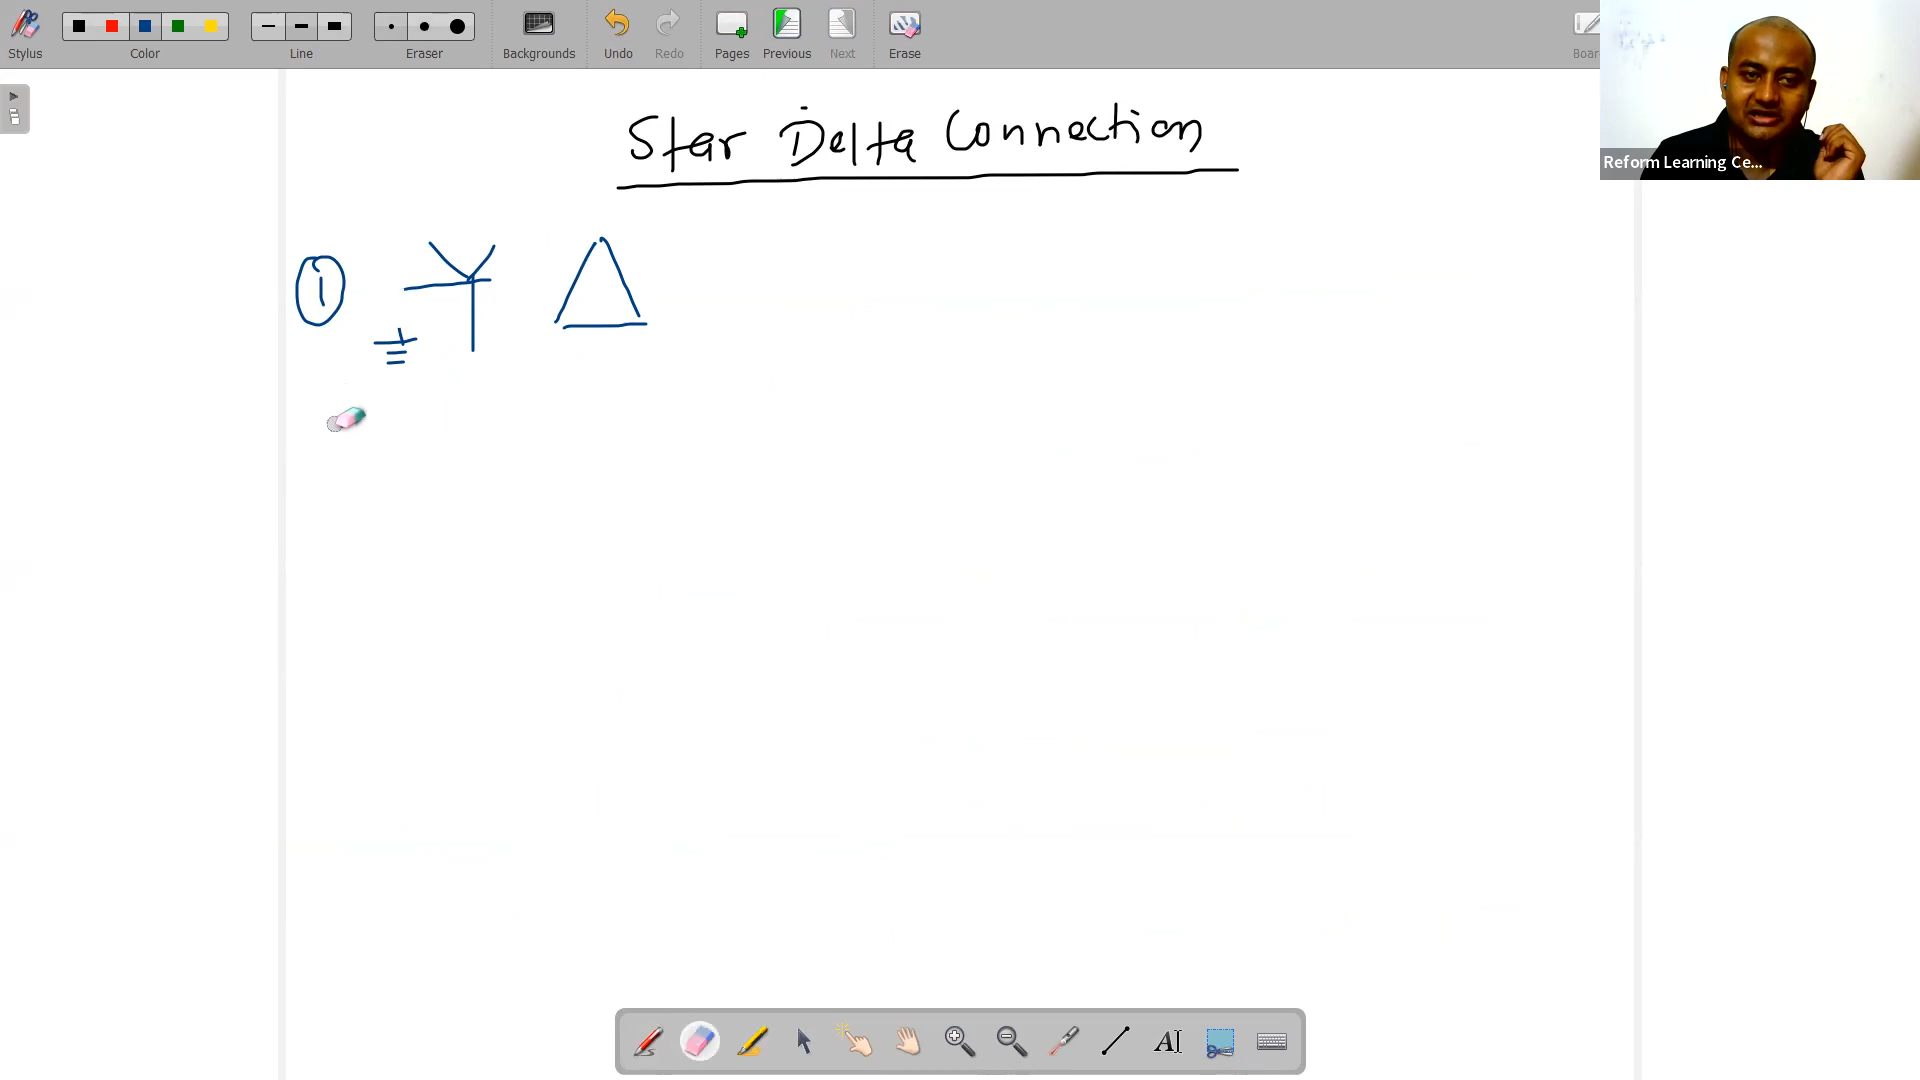 Stylus Color Line Eraser Backgrounds Undo Redo Pages Previous Next Erase
Reform Learning Ce...
Star Delta Connection
1 Y Δ